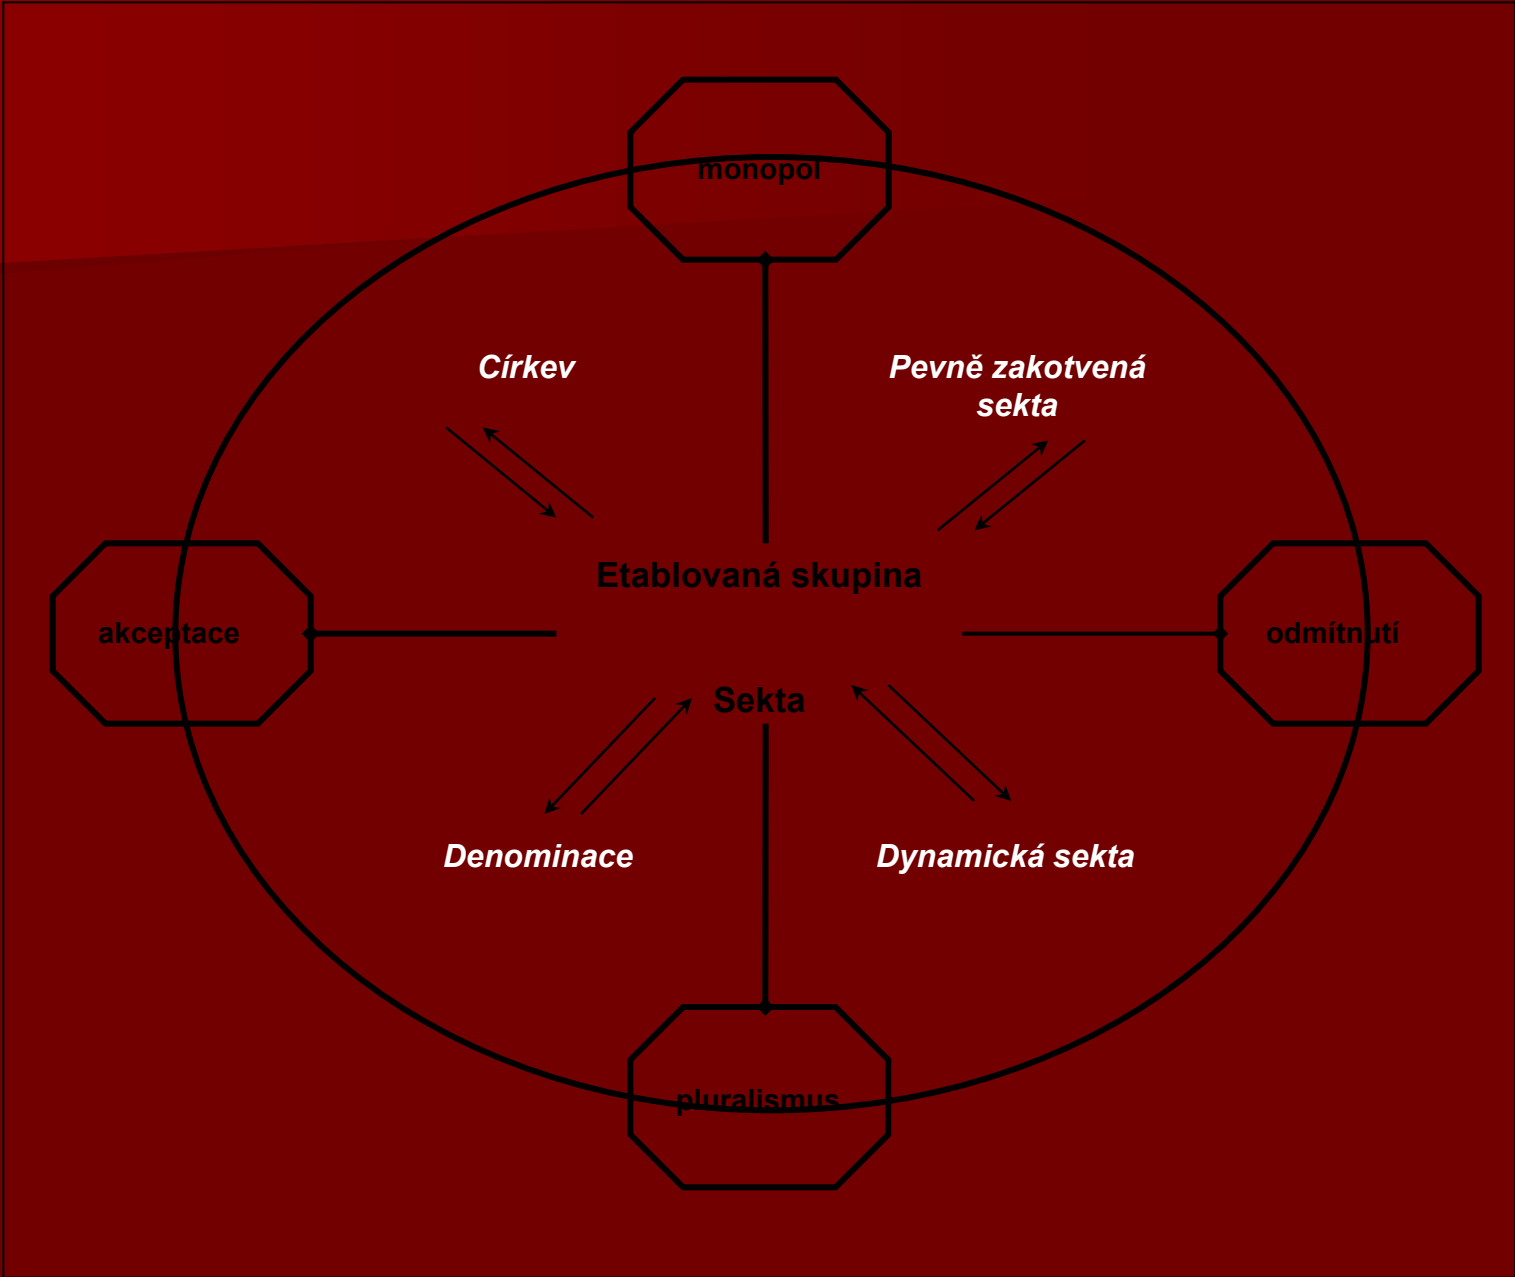 monopol
Církev
Pevně zakotvená
sekta
Etablovaná skupina
akceptace
odmítnutí
Sekta
Denominace
Dynamická sekta
pluralismus